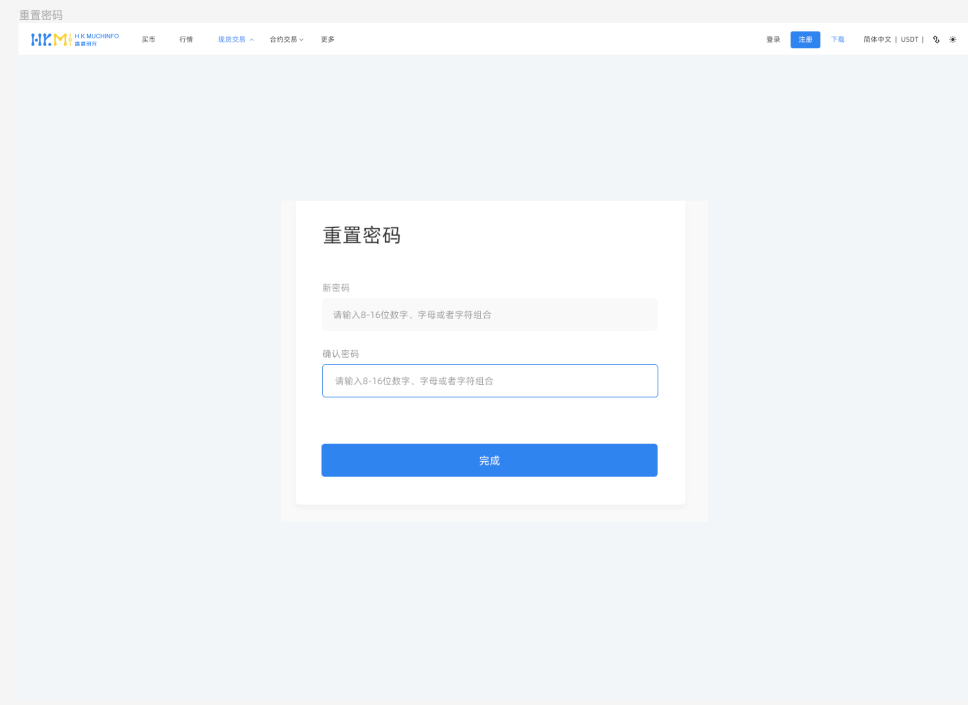 重置密码
HKM HK MUCHINFO
买币 行情 现货交易 合约交易 更多 登录 注册 下载 简体中文 | USDT |
重置密码
新密码
请输入8-16位数字、字母或者字符组合
确认密码
请输入8-16位数字、字母或者字符组合
完成